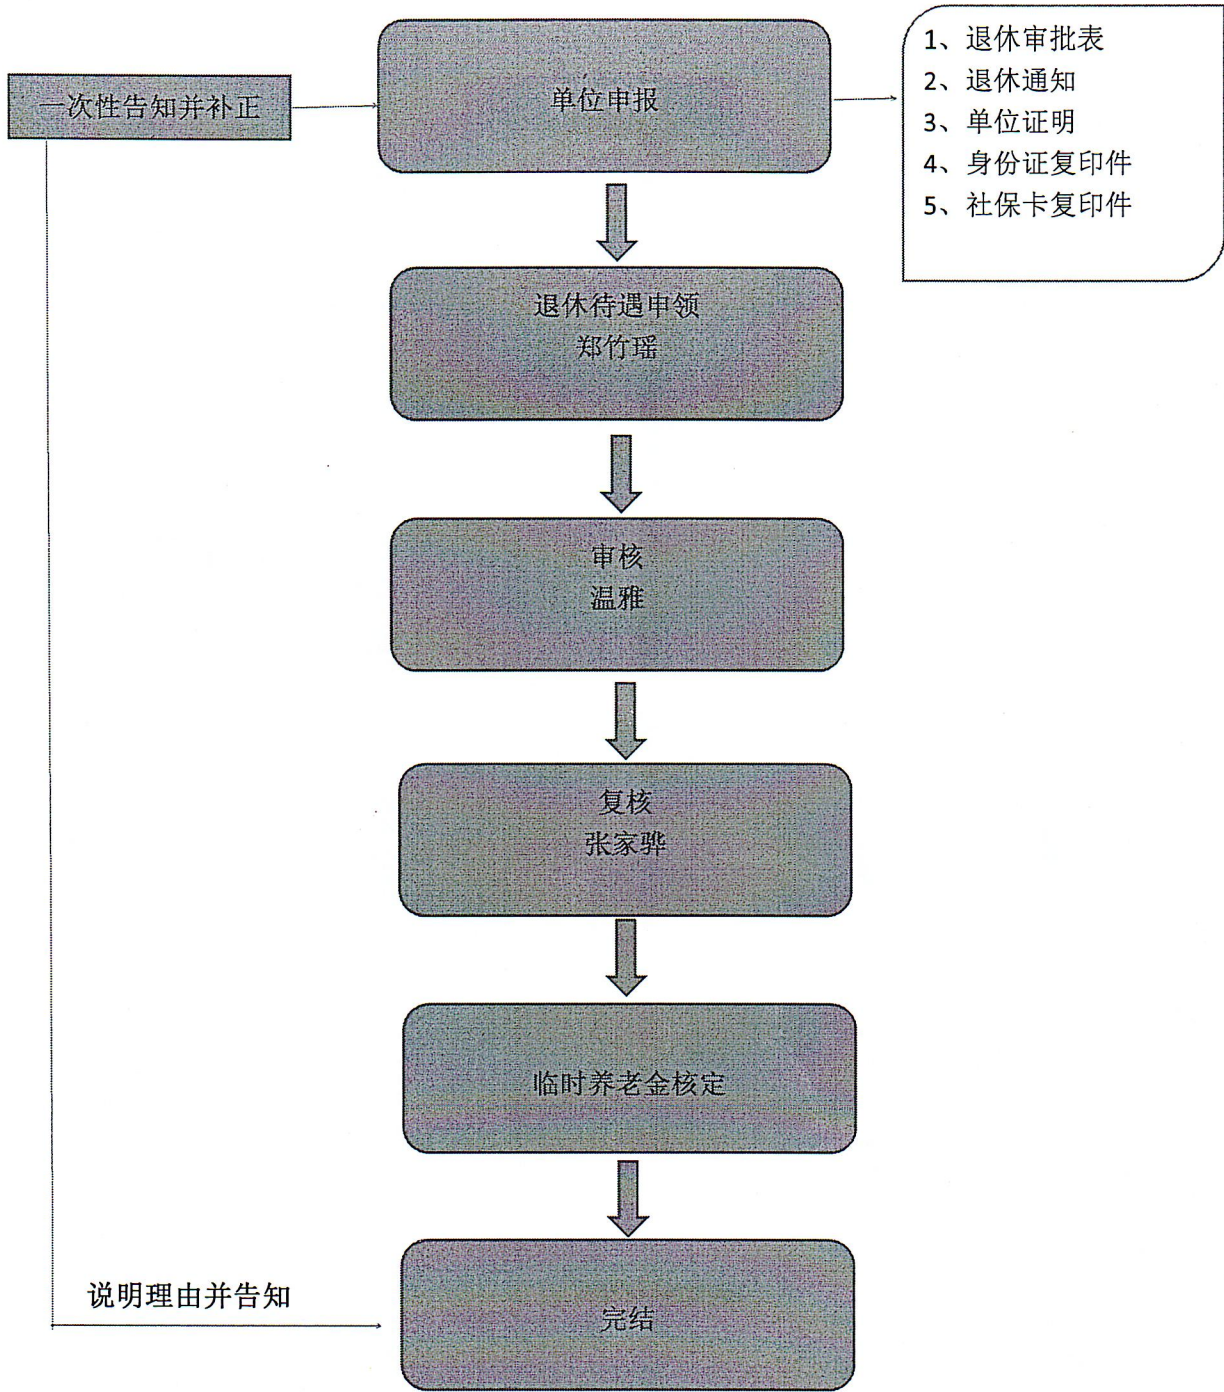 一次性告知并补正
单位申报
1、退休审批表
2、退休通知
3、单位证明
4、身份证复印件
5、社保卡复印件
退休待遇申领
郑竹瑶
审核
温雅
复核
张家骅
临时养老金核定
说明理由并告知
完结